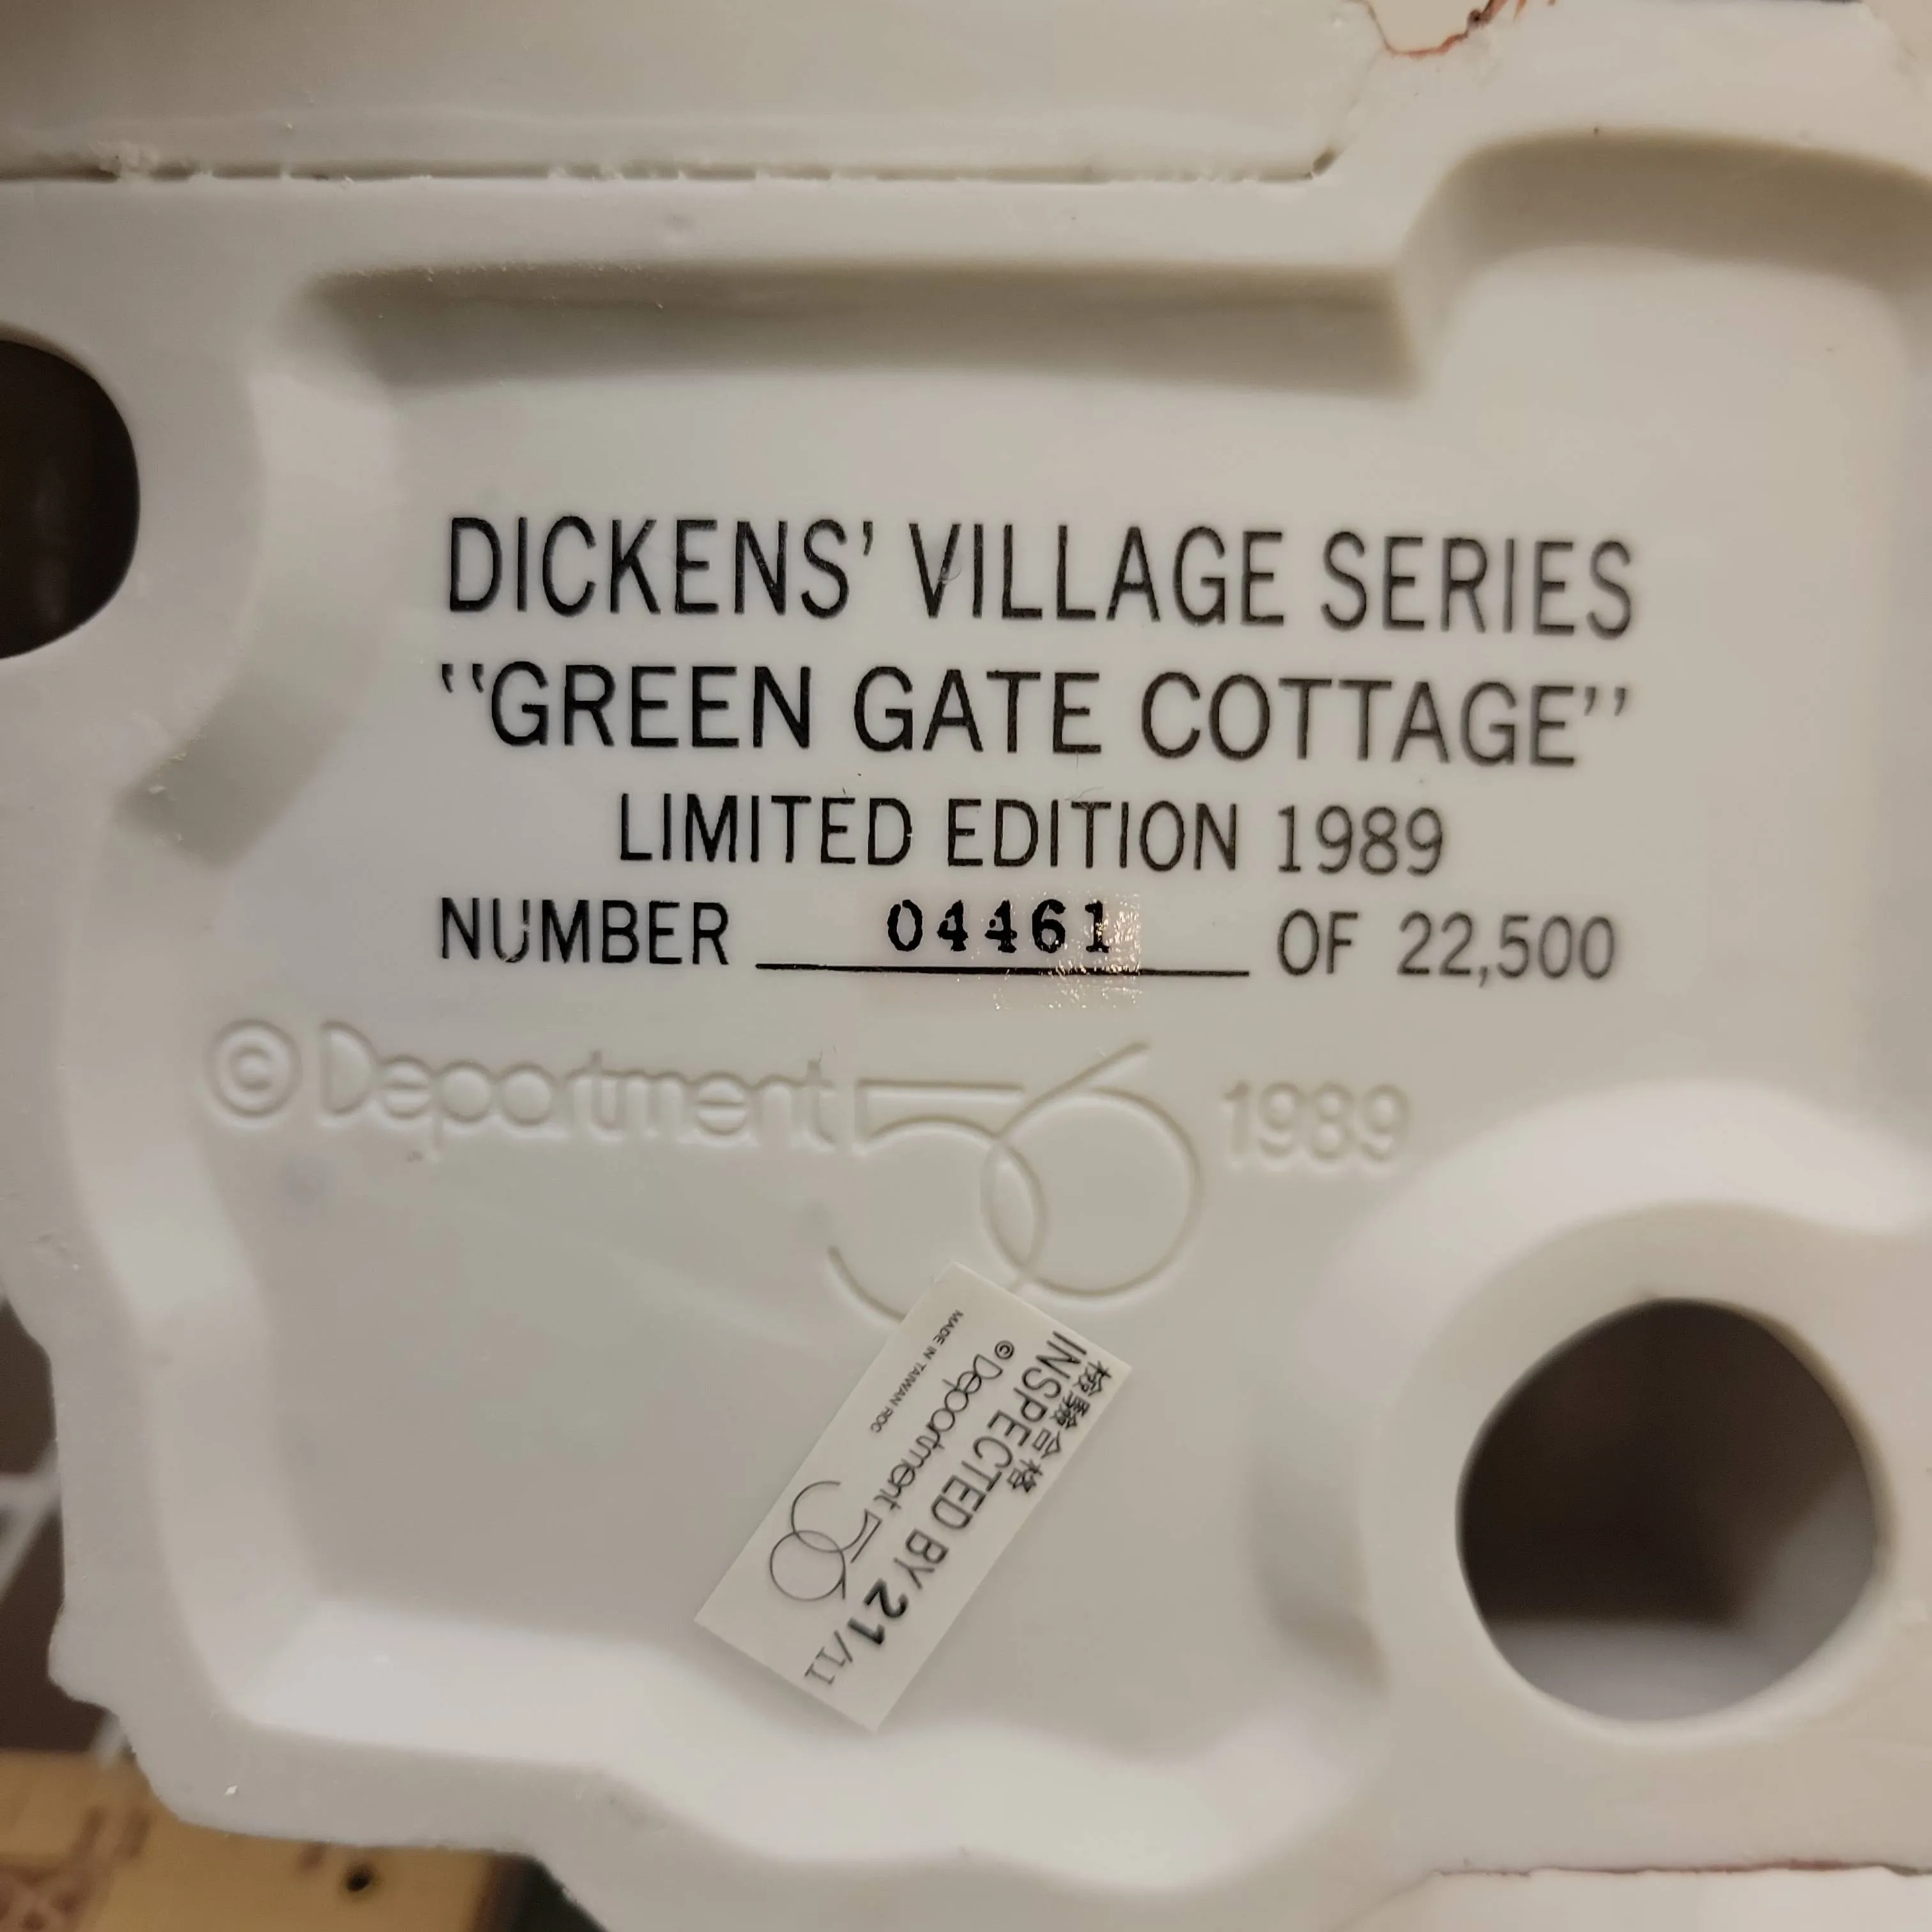 DICKENS' VILLAGE SERIES
"GREEN GATE COTTAGE"
LIMITED EDITION 1989
NUMBER 04461 OF 22,500
© Department 56 1989
檢驗合格
INSPECTED BY 21/11
© Department 56
MADE IN TAIWAN ROC